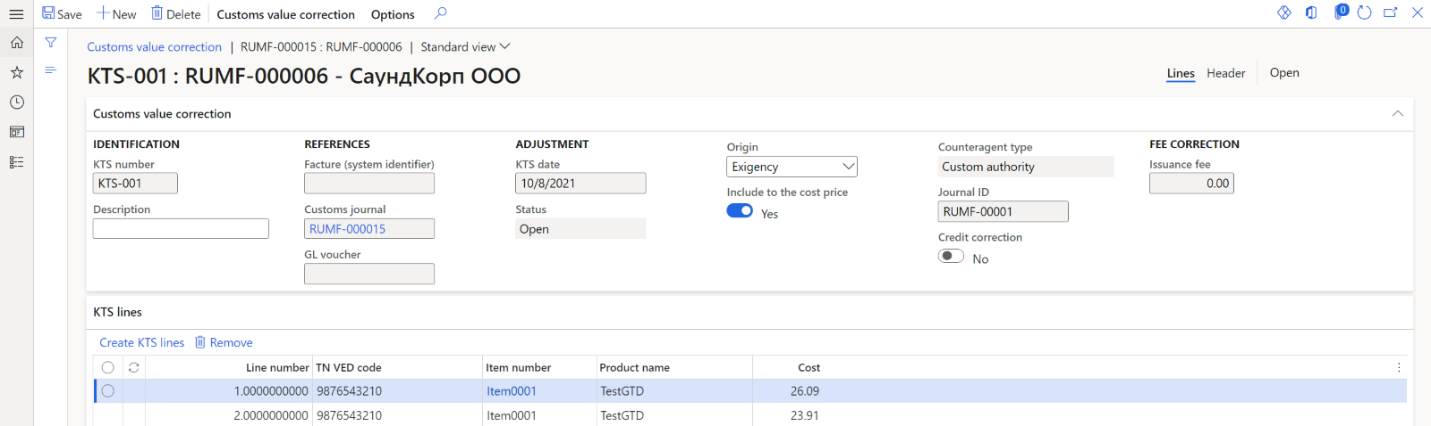 Save New Delete Customs value correction Options 0
Customs value correction | RUMF-000015 : RUMF-000006 | Standard view
KTS-001 : RUMF-000006 - СаундКорп ООО
Lines Header Open
Customs value correction
IDENTIFICATION
KTS number
KTS-001
Description
REFERENCES
Facture (system identifier)
Customs journal
RUMF-000015
GL voucher
ADJUSTMENT
KTS date
10/8/2021
Status
Open
Origin
Exigency
Include to the cost price
Yes
Counteragent type
Custom authority
Journal ID
RUMF-00001
Credit correction
No
FEE CORRECTION
Issuance fee
0.00
KTS lines
Create KTS lines Remove
Line number TN VED code Item number Product name Cost
1.0000000000 9876543210 Item0001 TestGTD 26.09
2.0000000000 9876543210 Item0001 TestGTD 23.91